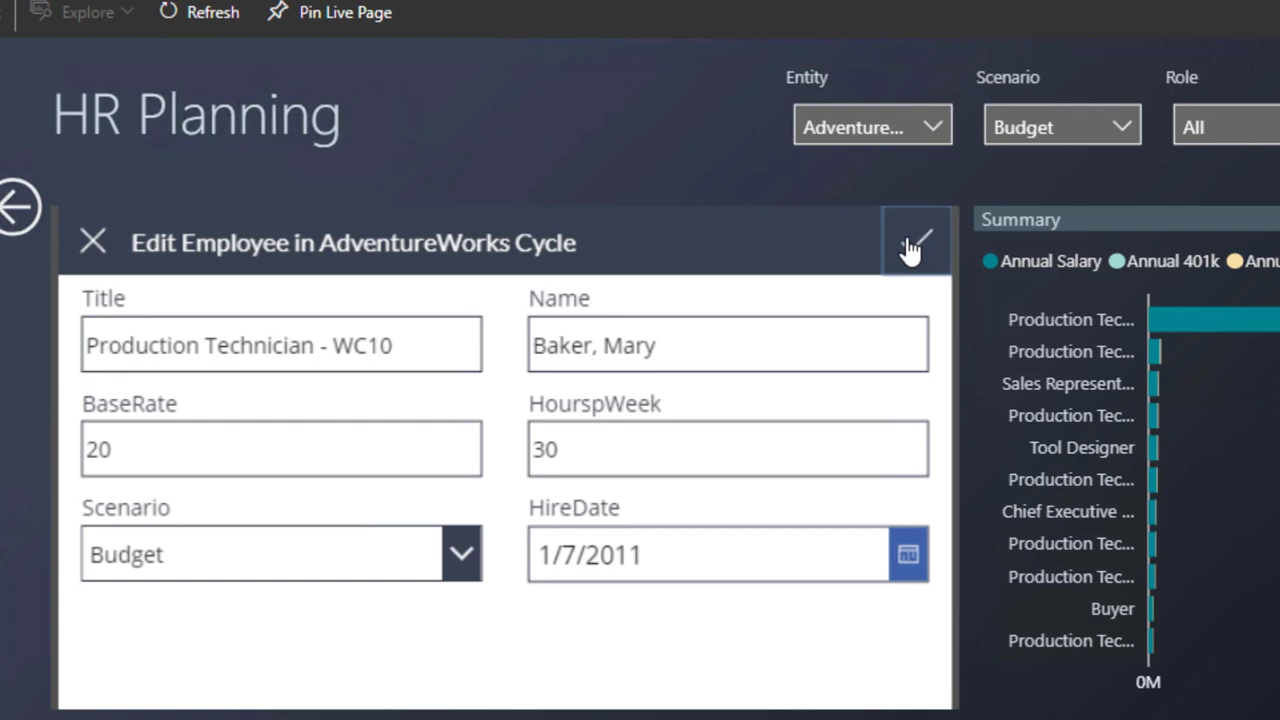 Explore
Refresh
Pin Live Page
HR Planning
Entity
Scenario
Role
Adventure...
Budget
All
Edit Employee in AdventureWorks Cycle
Title
Name
Production Technician - WC10
Baker, Mary
BaseRate
HourspWeek
20
30
Scenario
HireDate
Budget
1/7/2011
Summary
Annual Salary
Annual 401k
Annu
Production Tec...
Production Tec...
Sales Represent...
Production Tec...
Tool Designer
Production Tec...
Chief Executive ...
Production Tec...
Production Tec...
Buyer
Production Tec...
0M